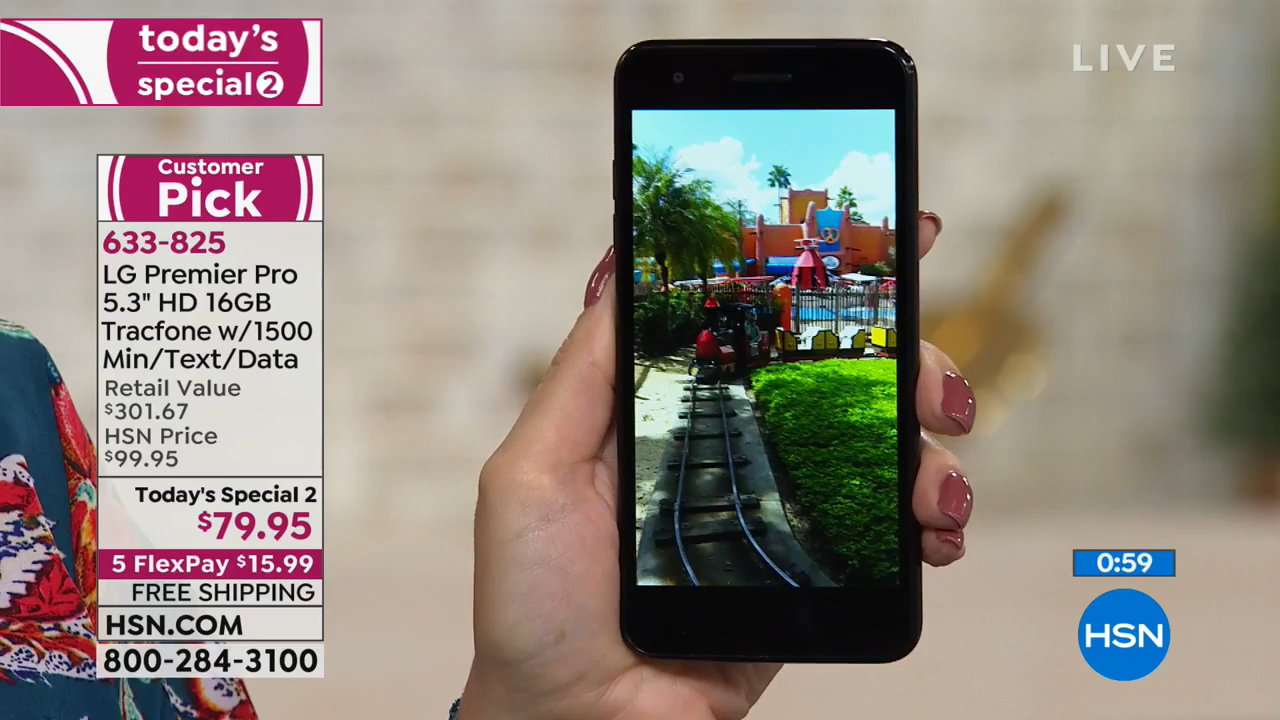 today's
special 2
LIVE
Customer
Pick
633-825
LG Premier Pro
5.3" HD 16GB
Tracfone w/1500
Min/Text/Data
Retail Value
$301.67
HSN Price
$99.95
Today's Special 2
$79.95
5 FlexPay $15.99
FREE SHIPPING
HSN.COM
800-284-3100
0:59
HSN